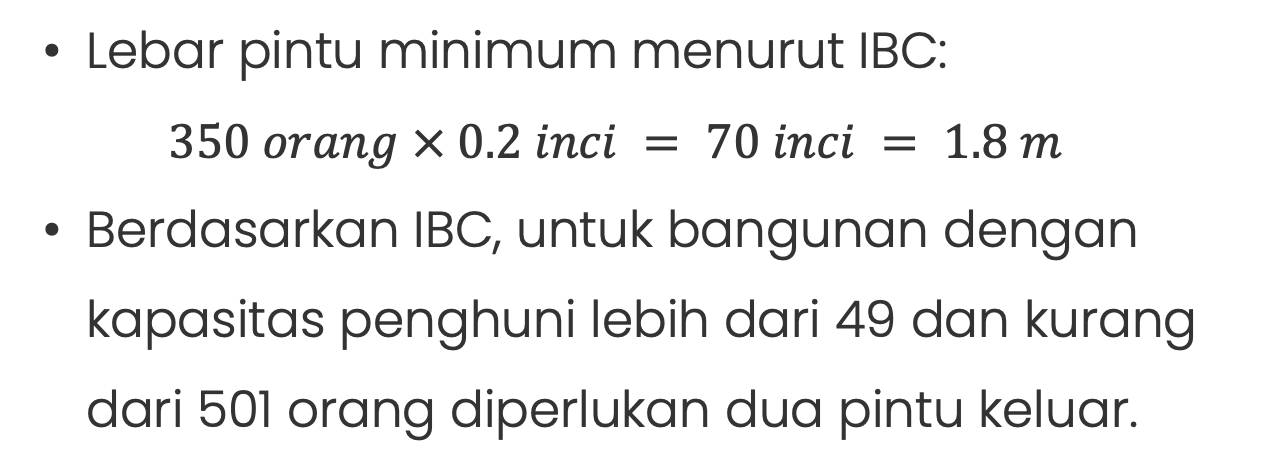 • Lebar pintu minimum menurut IBC:
350 orang × 0.2 inci = 70 inci = 1.8 m
• Berdasarkan IBC, untuk bangunan dengan
kapasitas penghuni lebih dari 49 dan kurang
dari 501 orang diperlukan dua pintu keluar.